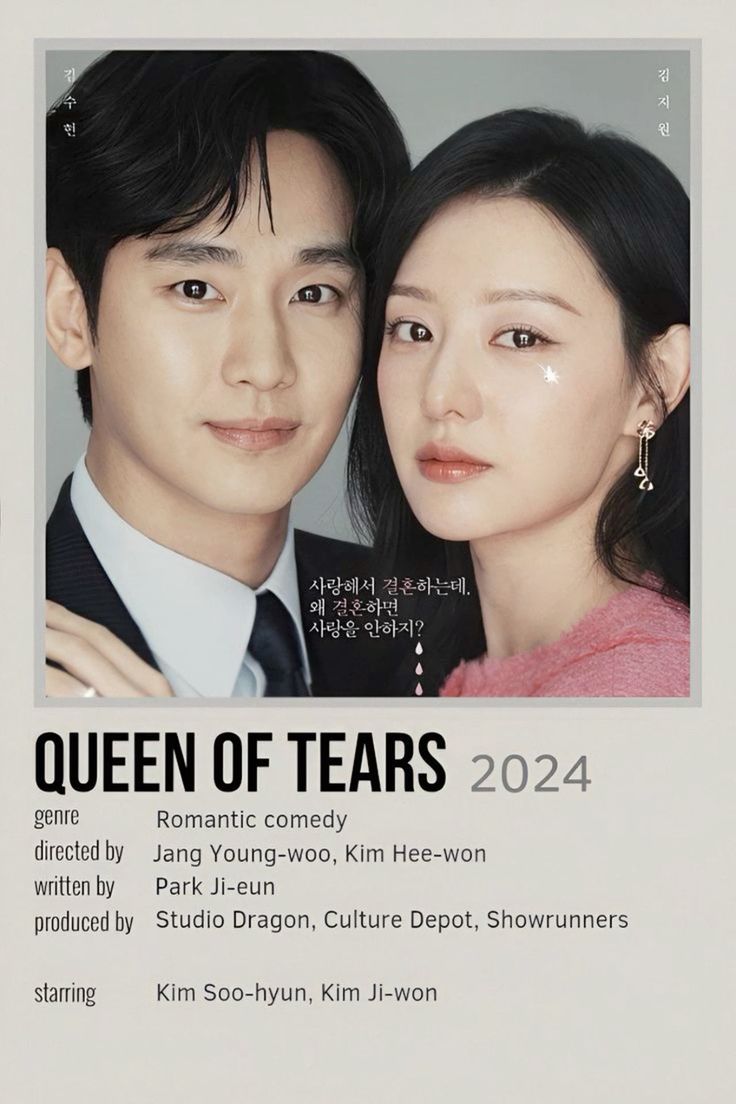 김수현
김지원
사랑해서 결혼하는데,
왜 결혼하면
사랑을 안하지?
QUEEN OF TEARS 2024
genre Romantic comedy
directed by Jang Young-woo, Kim Hee-won
written by Park Ji-eun
produced by Studio Dragon, Culture Depot, Showrunners
starring Kim Soo-hyun, Kim Ji-won